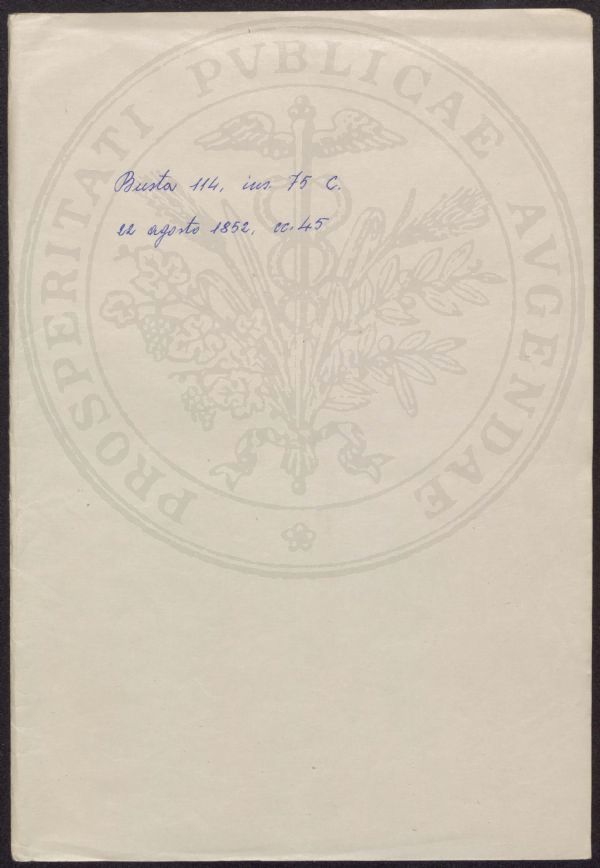 PROSPERITATI PVBLICAE AVGENDAE
Busta 114, ins. 75 C.
22 agosto 1852, cc. 45